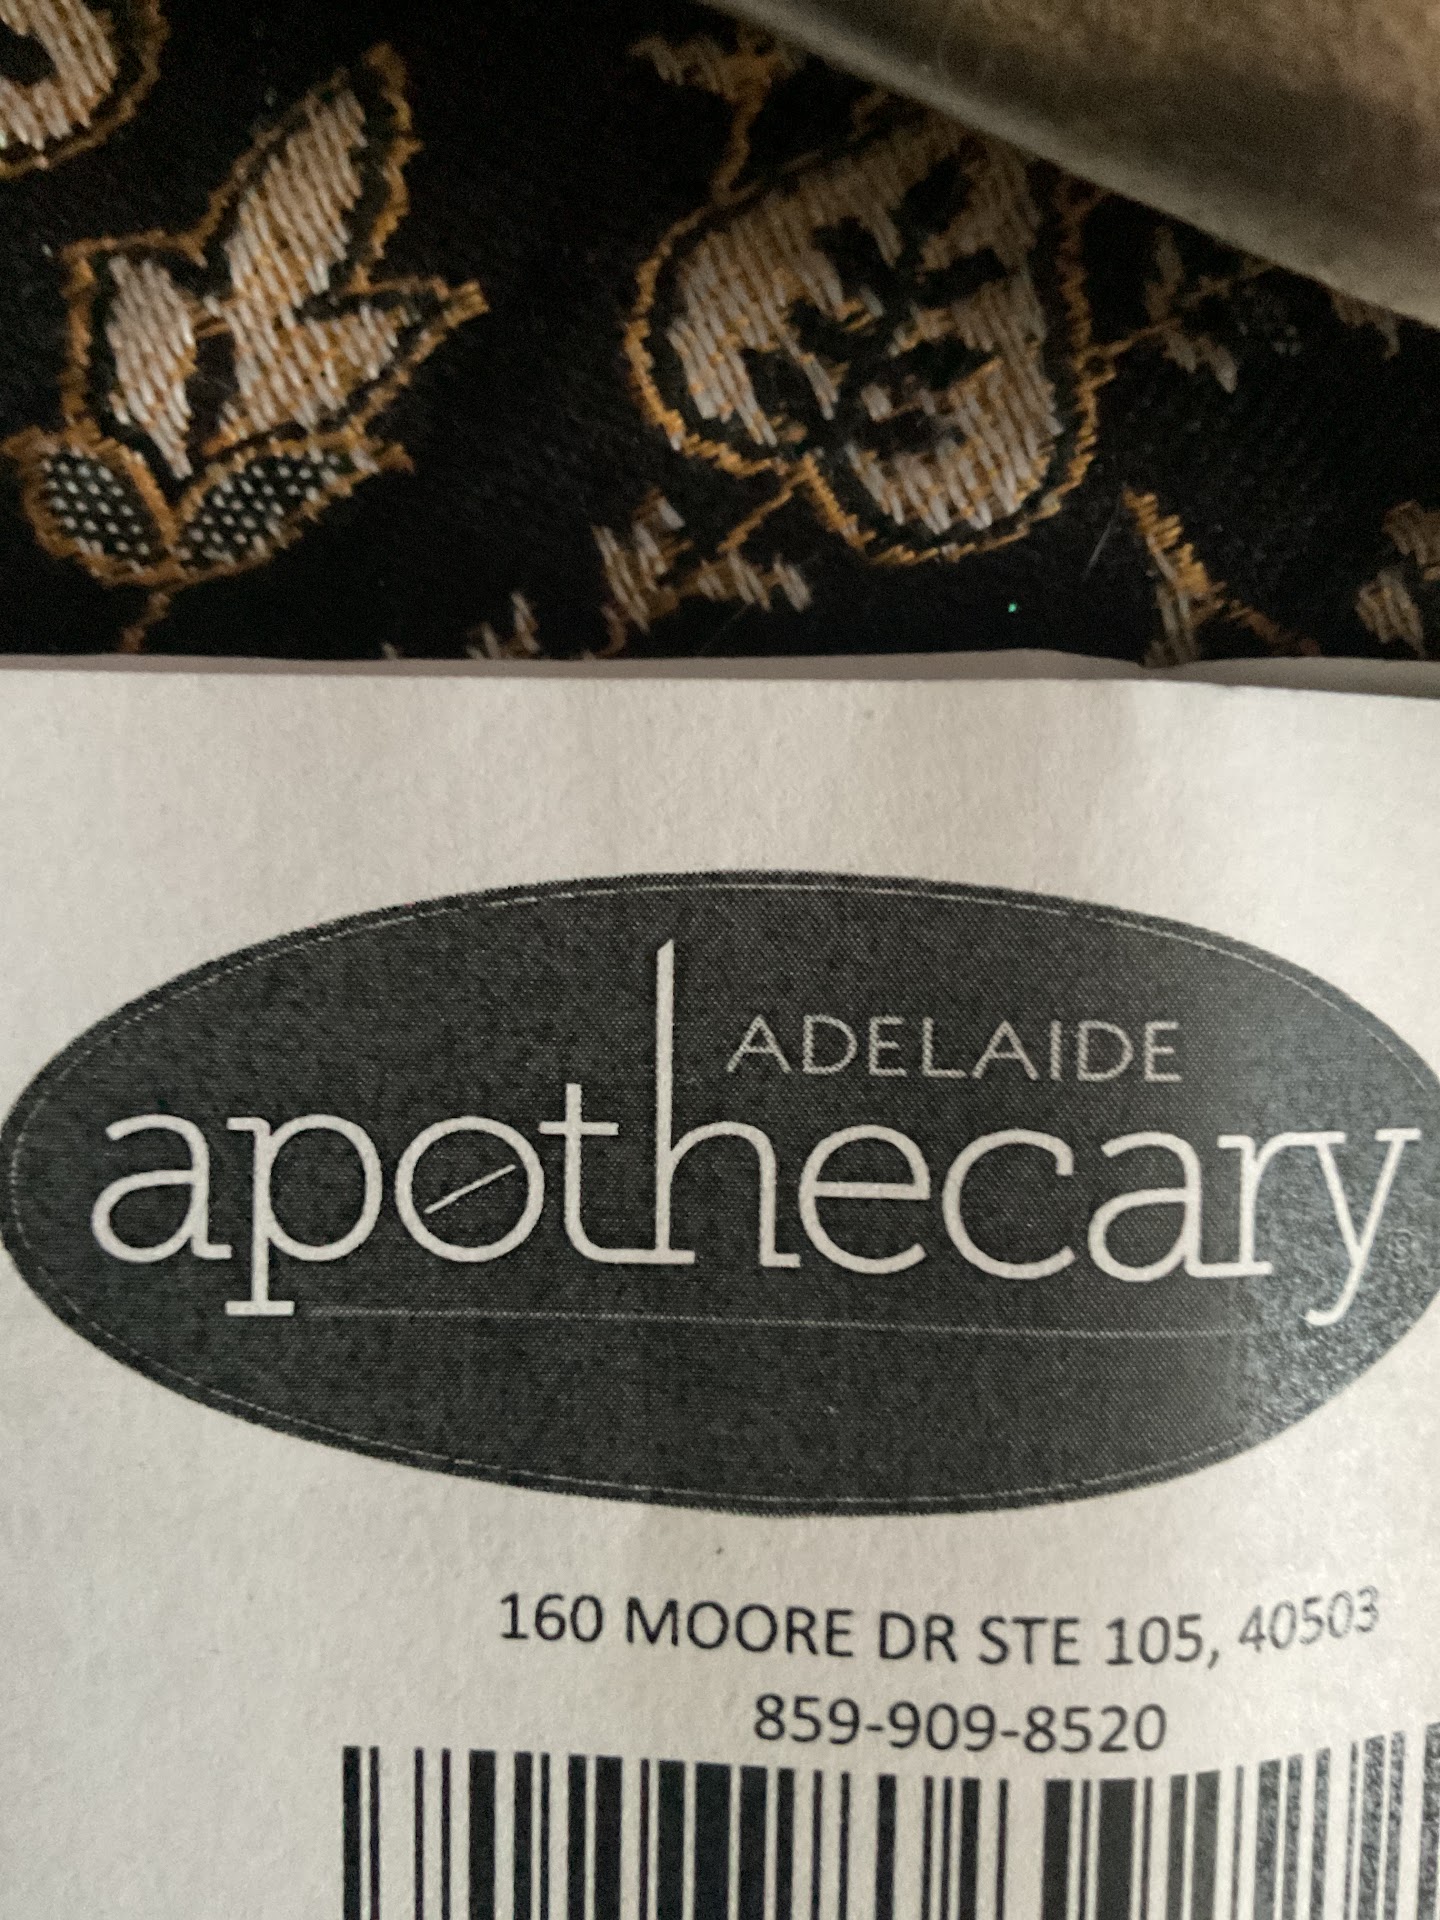 ADELAIDE
apothecary®
160 MOORE DR STE 105, 40503
859-909-8520